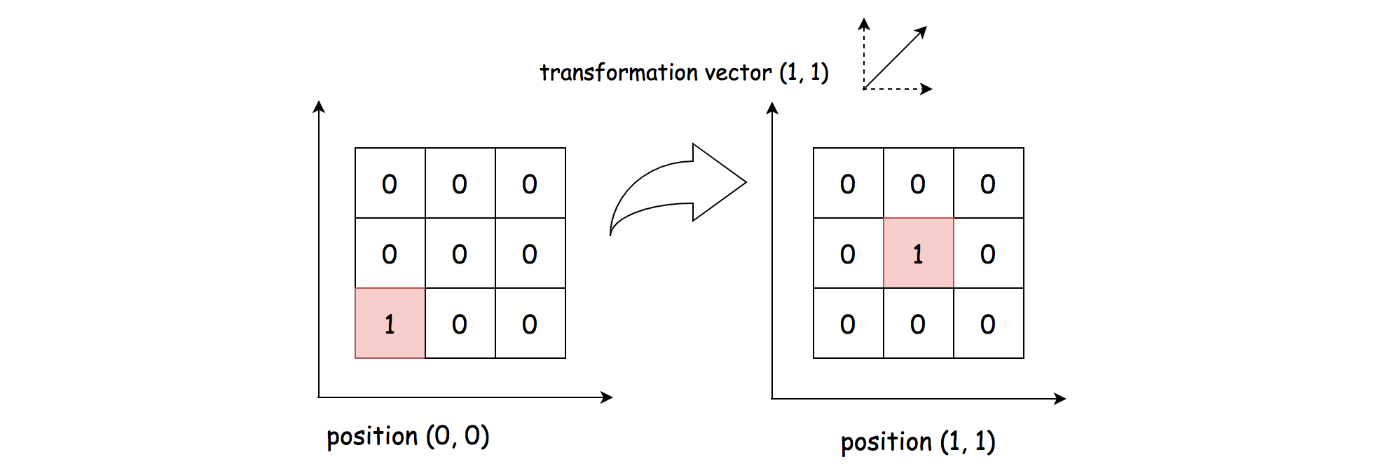 transformation vector (1, 1)
0 0 0
0 0 0
1 0 0
position (0, 0)
0 0 0
0 1 0
0 0 0
position (1, 1)